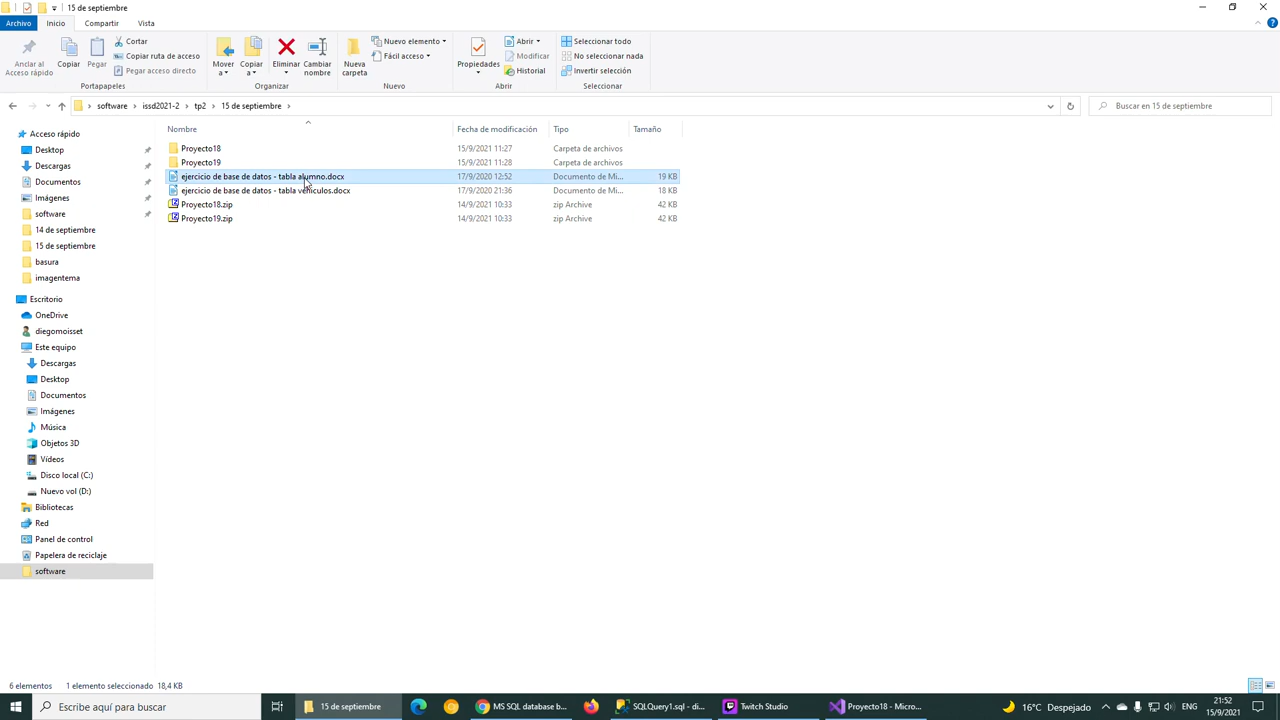 15 de septiembre
Archivo Inicio Compartir Vista
Anclar al Acceso rápido
Copiar
Pegar
Cortar
Copiar ruta de acceso
Pegar acceso directo
Portapapeles
Mover a
Copiar a
Eliminar
Cambiar nombre
Organizar
Nueva carpeta
Nuevo elemento
Fácil acceso
Nuevo
Propiedades
Abrir
Modificar
Historial
Abrir
Seleccionar todo
No seleccionar nada
Invertir selección
Seleccionar
software issd2021-2 tp2 15 de septiembre
Buscar en 15 de septiembre
Nombre Fecha de modificación Tipo Tamaño
Proyecto18 15/9/2021 11:27 Carpeta de archivos
Proyecto19 15/9/2021 11:28 Carpeta de archivos
ejercicio de base de datos - tabla alumno.docx 17/9/2020 12:52 Documento de Mi... 19 KB
ejercicio de base de datos - tabla vehiculos.docx 17/9/2020 21:36 Documento de Mi... 18 KB
Proyecto18.zip 14/9/2021 10:33 zip Archive 42 KB
Proyecto19.zip 14/9/2021 10:33 zip Archive 42 KB
Acceso rápido
Desktop
Descargas
Documentos
Imágenes
software
14 de septiembre
15 de septiembre
basura
imagentema
Escritorio
OneDrive
diegomoisset
Este equipo
Descargas
Desktop
Documentos
Imágenes
Música
Objetos 3D
Vídeos
Disco local (C:)
Nuevo vol (D:)
Bibliotecas
Red
Panel de control
Papelera de reciclaje
software
6 elementos 1 elemento seleccionado 18,4 KB
Escribe aquí para buscar
15 de septiembre
MS SQL database b...
SQLQuery1.sql - di...
Twitch Studio
Proyecto18 - Micro...
16°C Despejado
21:52
15/9/2021